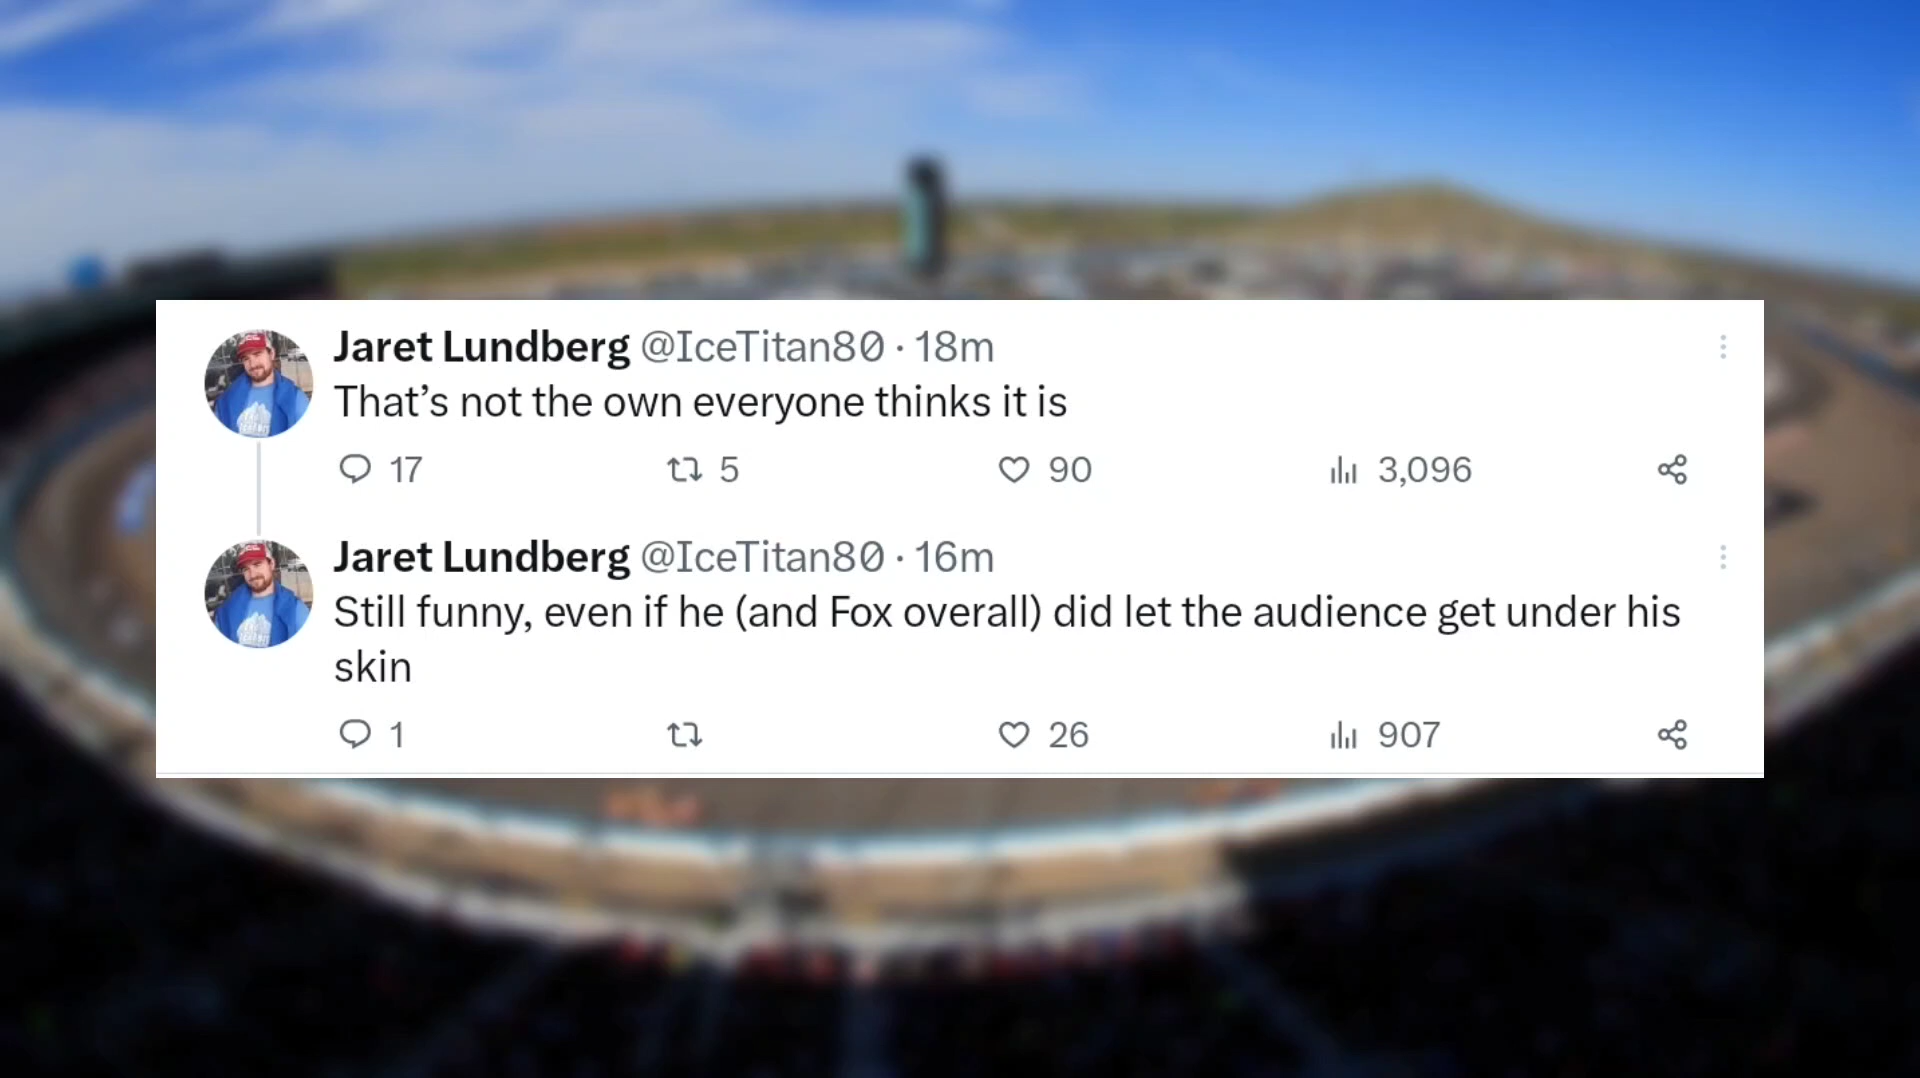 Jaret Lundberg @IceTitan80 · 18m
That’s not the own everyone thinks it is
17 5 90 3,096
Jaret Lundberg @IceTitan80 · 16m
Still funny, even if he (and Fox overall) did let the audience get under his
skin
1 26 907